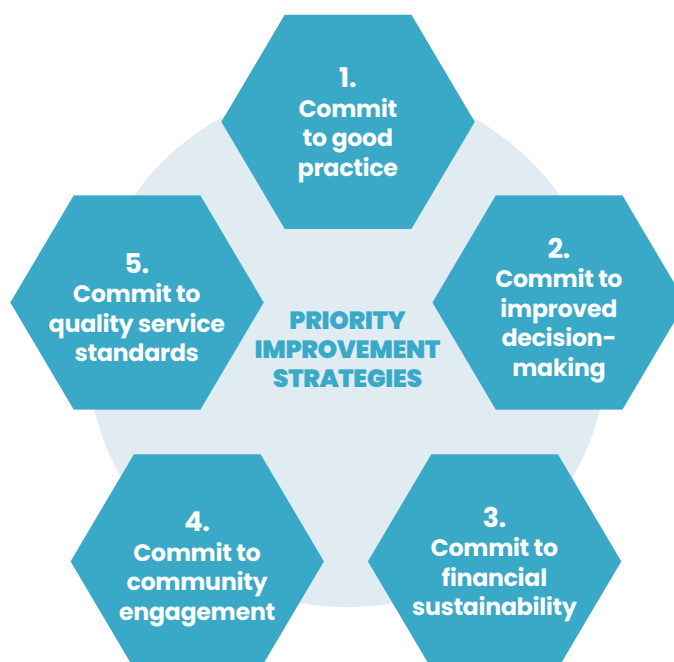 1.
Commit
to good
practice
2.
Commit to
improved
decision-
making
3.
Commit to
financial
sustainability
4.
Commit to
community
engagement
5.
Commit to
quality service
standards
PRIORITY
IMPROVEMENT
STRATEGIES